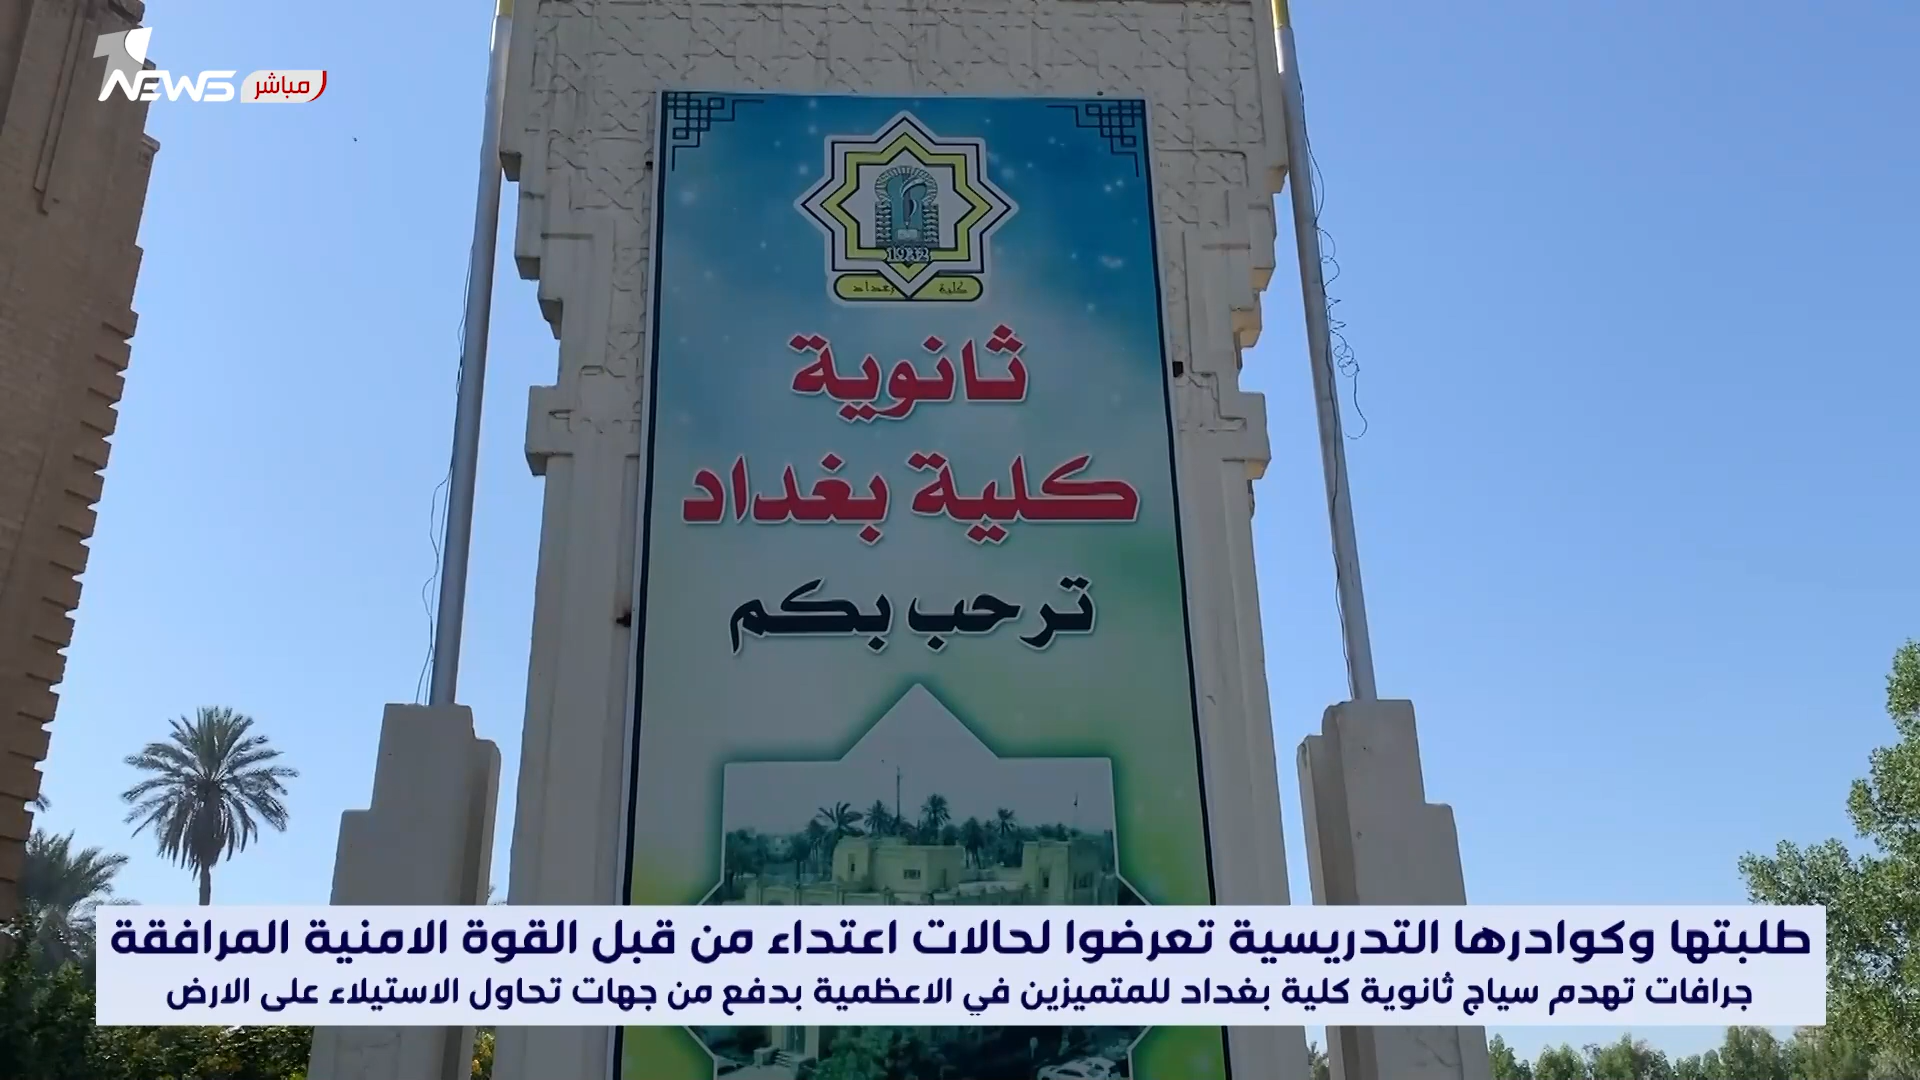 NEWS مباشر
1932
كلية بغداد
ثانوية
كلية بغداد
ترحب بكم
طلبتها وكوادرها التدريسية تعرضوا لحالات اعتداء من قبل القوة الامنية المرافقة
جرافات تهدم سياج ثانوية كلية بغداد للمتميزين في الاعظمية بدفع من جهات تحاول الاستيلاء على الارض